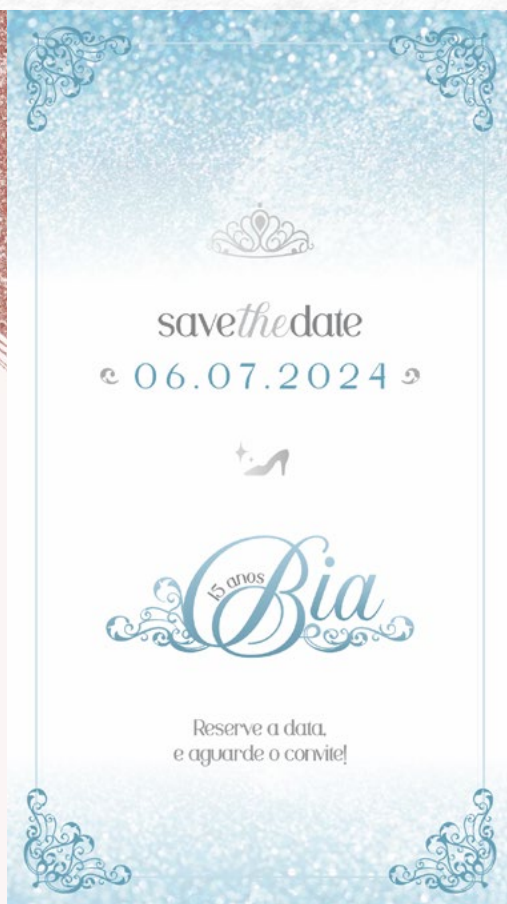 save the date
06.07.2024
15 anos
Bia
Reserve a data,
e aguarde o convite!